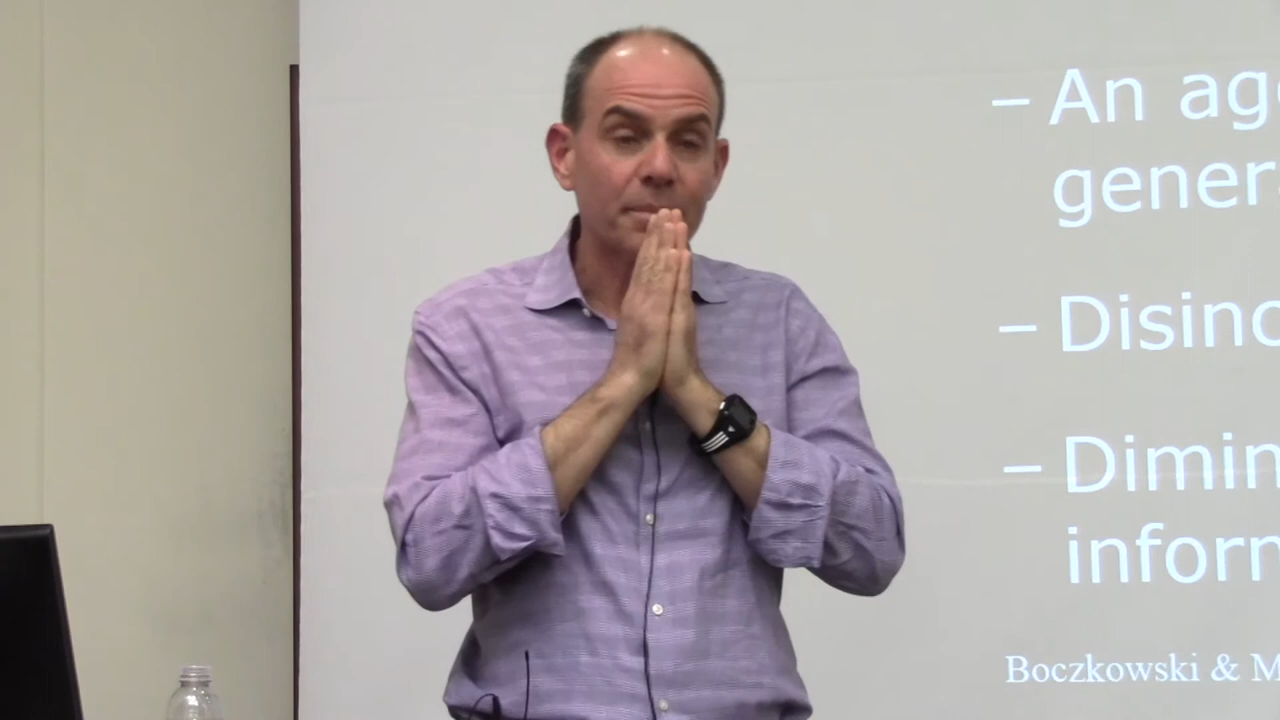 – An ag
gener
– Disinc
– Dimin
inform
Boczkowski & M